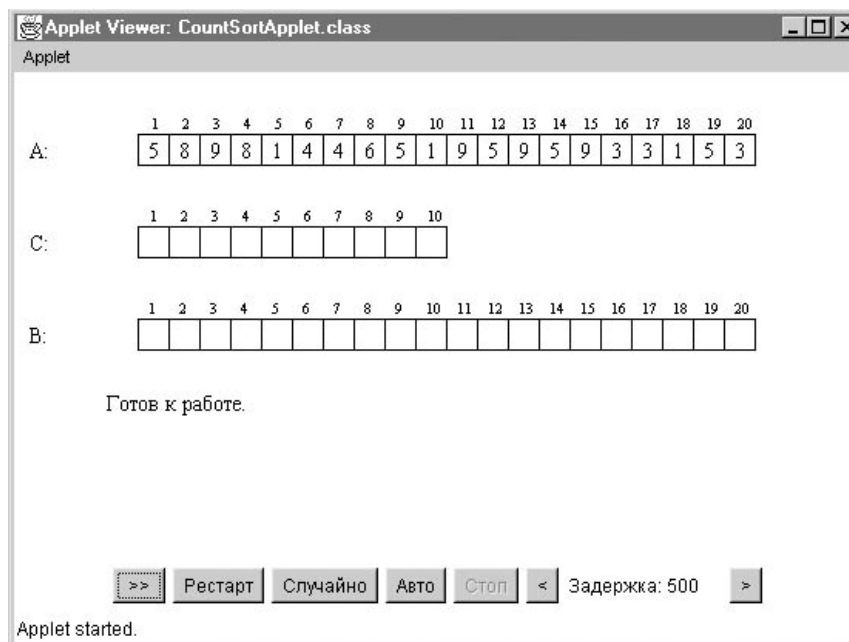 Applet Viewer: CountSortApplet.class
Applet
1 2 3 4 5 6 7 8 9 10 11 12 13 14 15 16 17 18 19 20
A: 5 8 9 8 1 4 4 6 5 1 9 5 9 5 9 3 3 1 5 3
1 2 3 4 5 6 7 8 9 10
C:
1 2 3 4 5 6 7 8 9 10 11 12 13 14 15 16 17 18 19 20
B:
Готов к работе.
>> Рестарт Случайно Авто Стоп < Задержка: 500 >
Applet started.